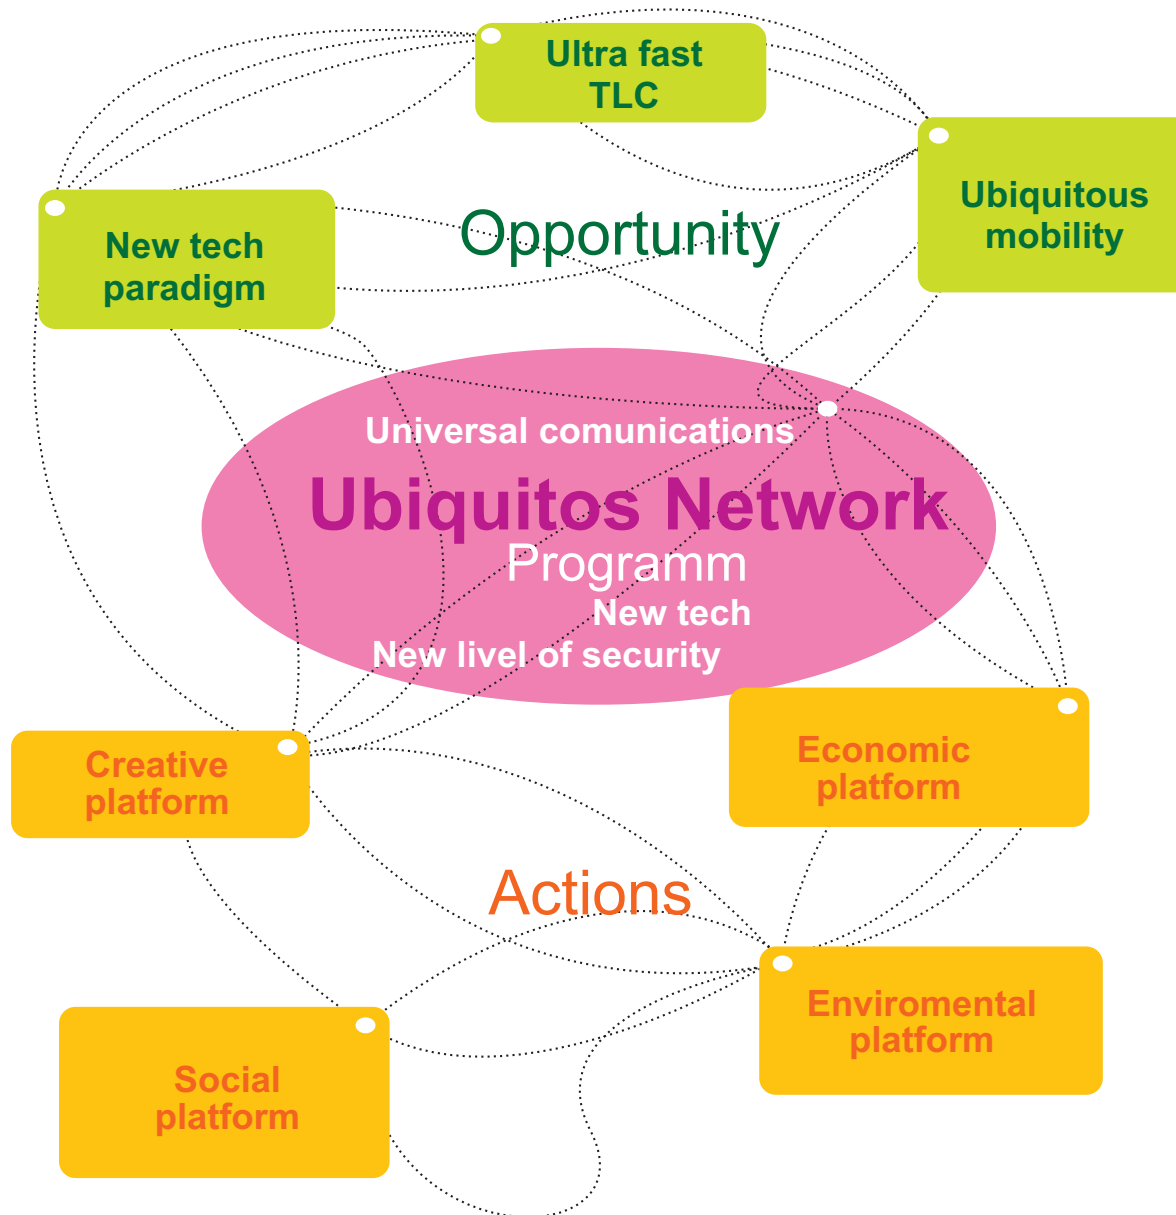 Ultra fast
TLC
Ubiquitous
mobility
New tech
paradigm
Opportunity
Universal comunications
Ubiquitos Network
Programm
New tech
New livel of security
Creative
platform
Economic
platform
Actions
Enviromental
platform
Social
platform